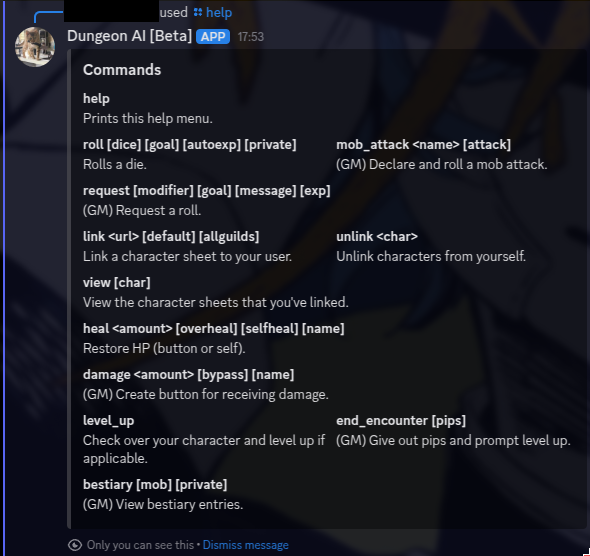 used help
Dungeon AI [Beta] APP 17:53
Commands
help
Prints this help menu.
roll [dice] [goal] [autoexp] [private]
Rolls a die.
mob_attack <name> [attack]
(GM) Declare and roll a mob attack.
request [modifier] [goal] [message] [exp]
(GM) Request a roll.
link <url> [default] [allguilds]
Link a character sheet to your user.
unlink <char>
Unlink characters from yourself.
view [char]
View the character sheets that you've linked.
heal <amount> [overheal] [selfheal] [name]
Restore HP (button or self).
damage <amount> [bypass] [name]
(GM) Create button for receiving damage.
level_up
Check over your character and level up if
applicable.
end_encounter [pips]
(GM) Give out pips and prompt level up.
bestiary [mob] [private]
(GM) View bestiary entries.
Only you can see this • Dismiss message